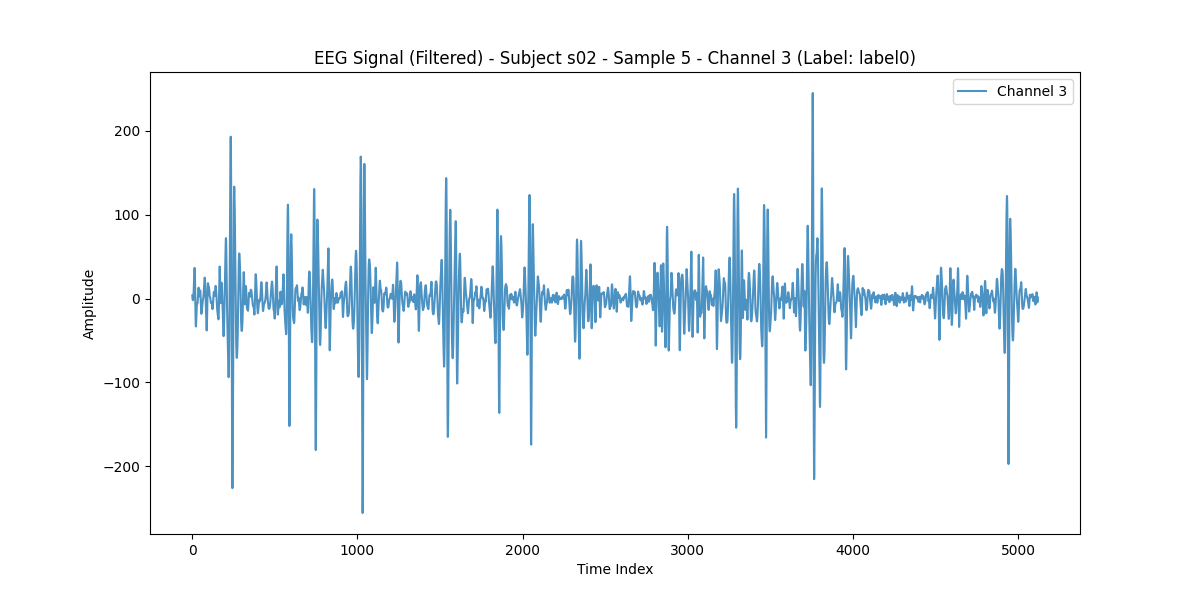 EEG Signal (Filtered) - Subject s02 - Sample 5 - Channel 3 (Label: label0)
Channel 3
200
100
0
−100
−200
Amplitude
0 1000 2000 3000 4000 5000
Time Index